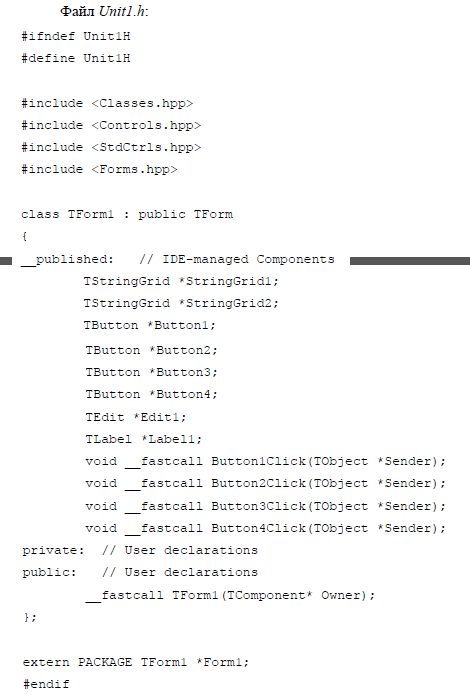 Файл Unit1.h:
#ifndef Unit1H
#define Unit1H
#include <Classes.hpp>
#include <Controls.hpp>
#include <StdCtrls.hpp>
#include <Forms.hpp>
class TForm1 : public TForm
{
__published: // IDE-managed Components
TStringGrid *StringGrid1;
TStringGrid *StringGrid2;
TButton *Button1;
TButton *Button2;
TButton *Button3;
TButton *Button4;
TEdit *Edit1;
TLabel *Label1;
void __fastcall Button1Click(TObject *Sender);
void __fastcall Button2Click(TObject *Sender);
void __fastcall Button3Click(TObject *Sender);
void __fastcall Button4Click(TObject *Sender);
private: // User declarations
public: // User declarations
__fastcall TForm1(TComponent* Owner);
};
extern PACKAGE TForm1 *Form1;
#endif